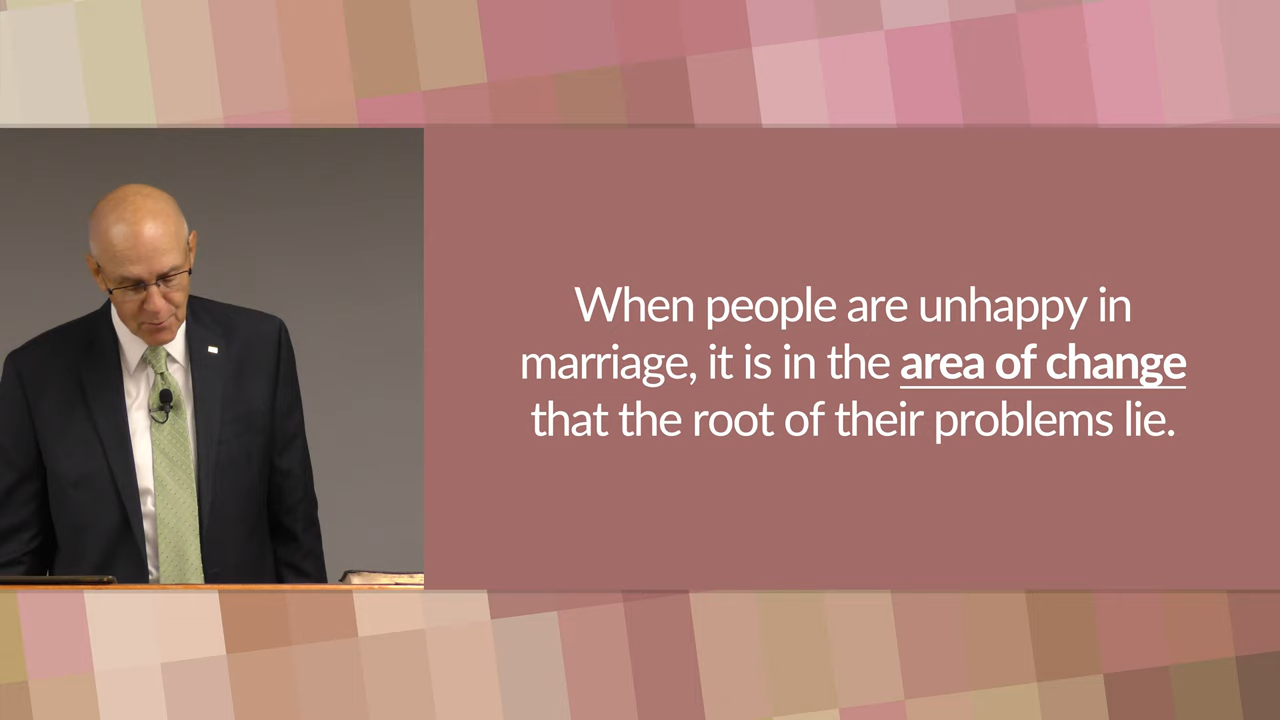 When people are unhappy in
marriage, it is in the area of change
that the root of their problems lie.